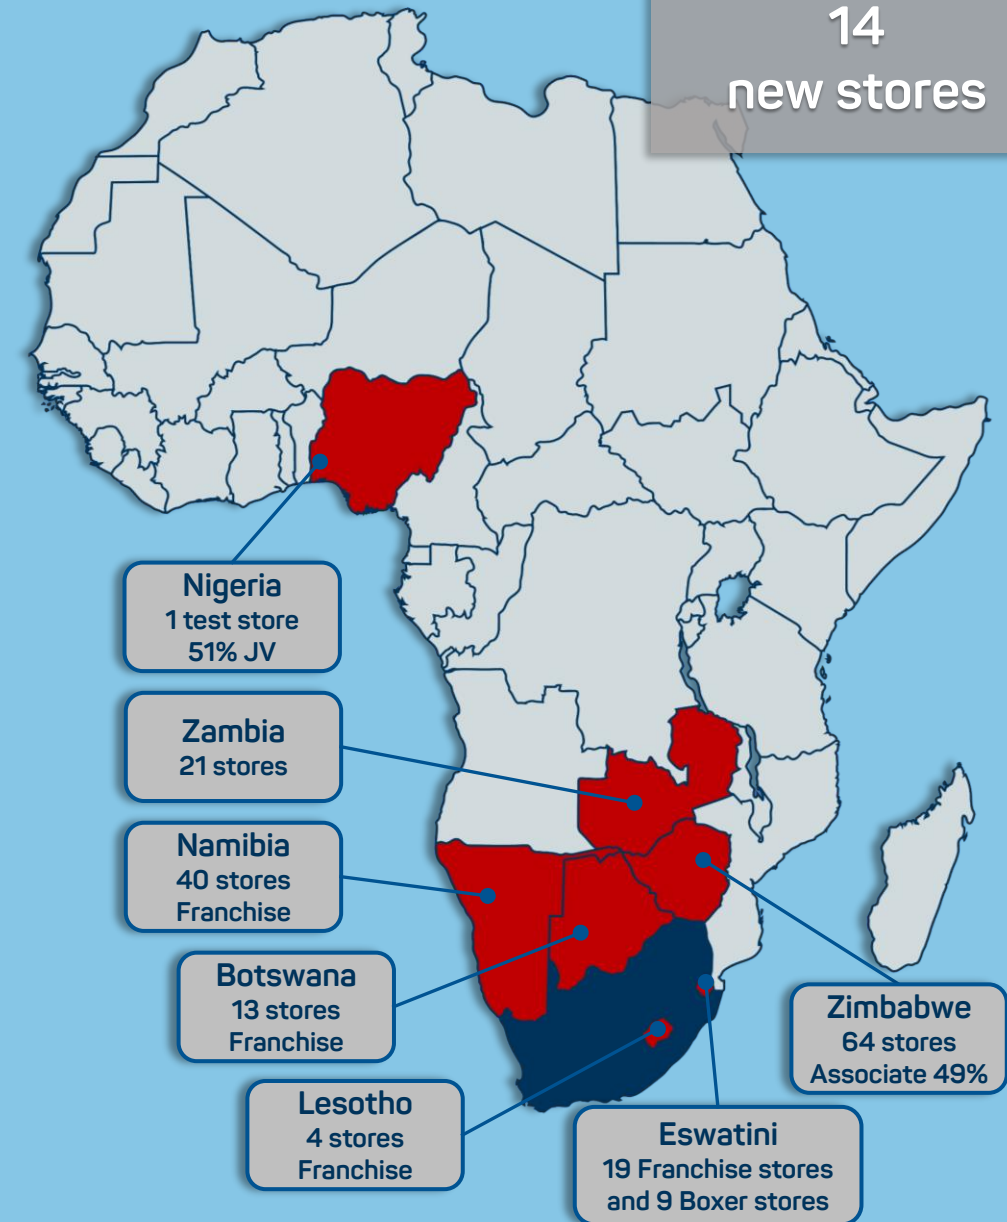 14
new stores
Nigeria
1 test store
51% JV
Zambia
21 stores
Namibia
40 stores
Franchise
Botswana
13 stores
Franchise
Lesotho
4 stores
Franchise
Zimbabwe
64 stores
Associate 49%
Eswatini
19 Franchise stores
and 9 Boxer stores